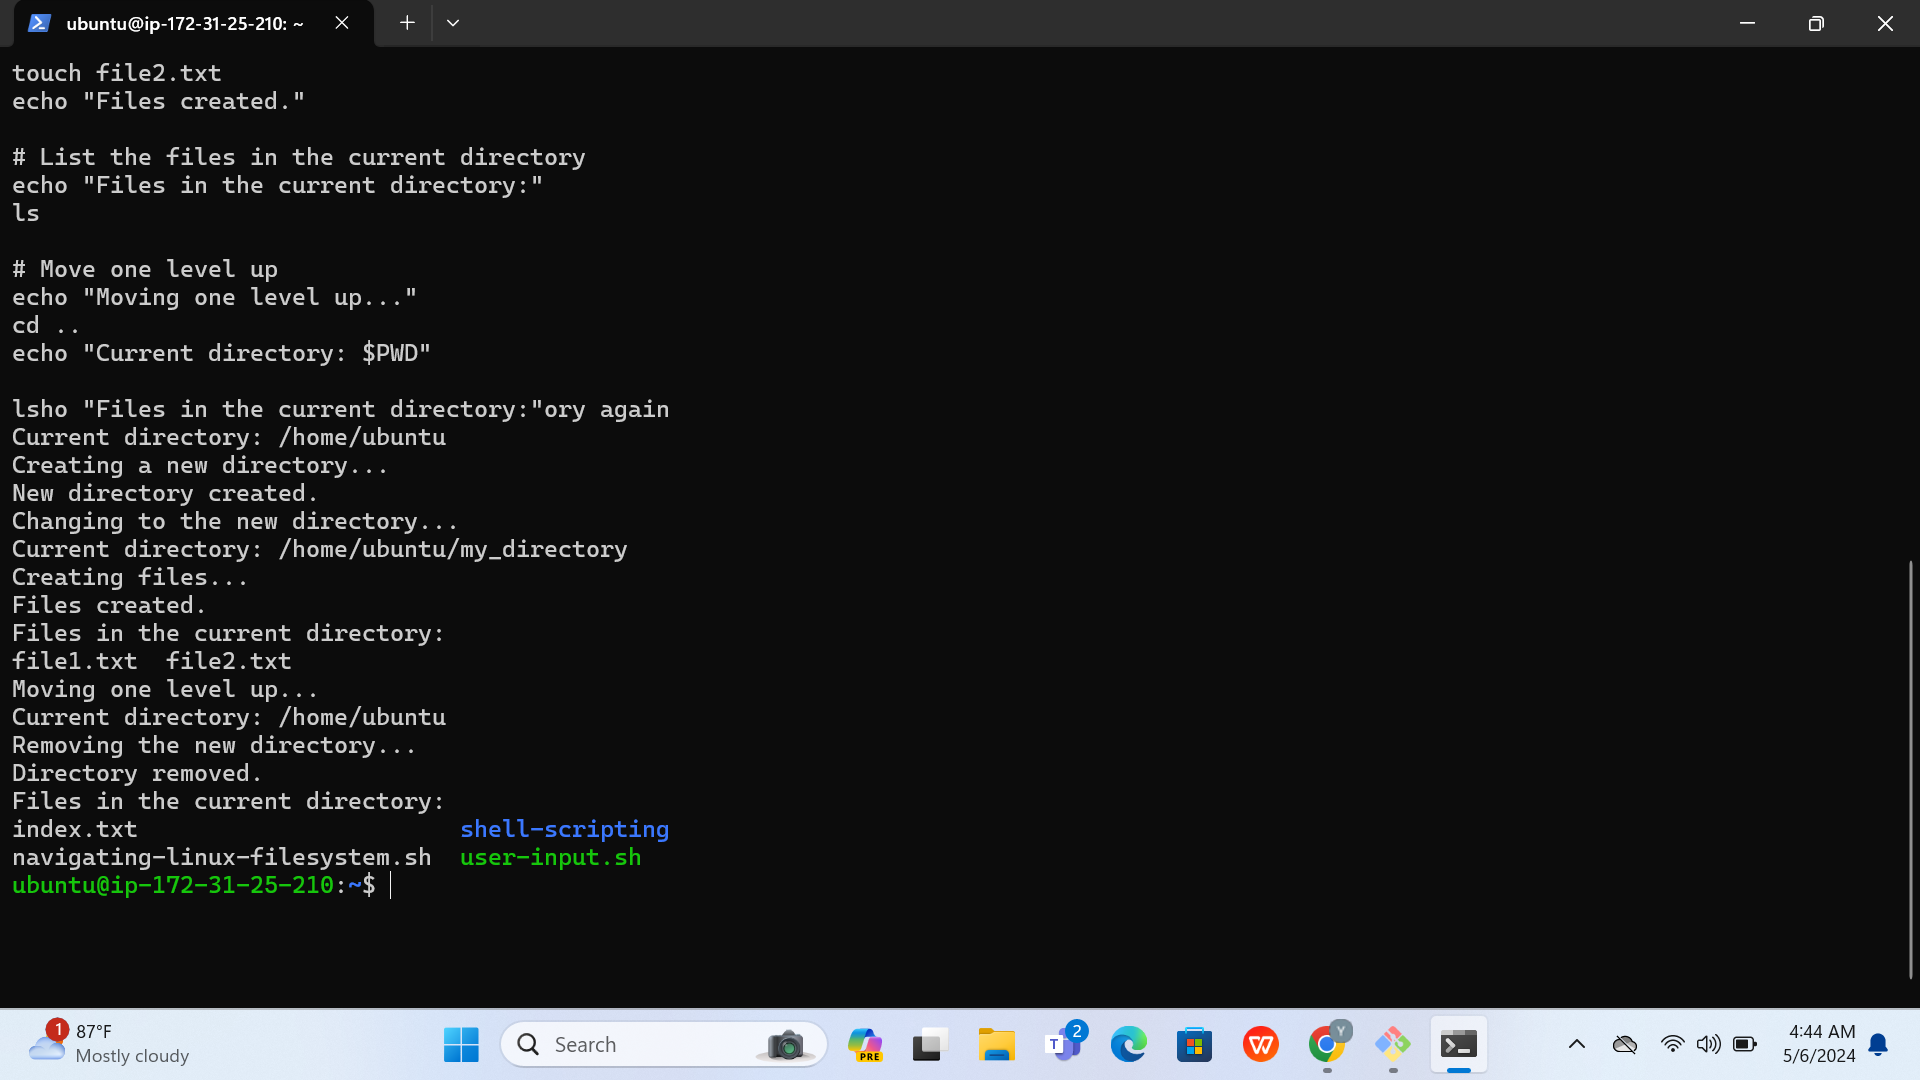 ubuntu@ip-172-31-25-210: ~
touch file2.txt
echo "Files created."
# List the files in the current directory
echo "Files in the current directory:"
ls
# Move one level up
echo "Moving one level up..."
cd ..
echo "Current directory: $PWD"
lsho "Files in the current directory:"ory again
Current directory: /home/ubuntu
Creating a new directory...
New directory created.
Changing to the new directory...
Current directory: /home/ubuntu/my_directory
Creating files...
Files created.
Files in the current directory:
file1.txt  file2.txt
Moving one level up...
Current directory: /home/ubuntu
Removing the new directory...
Directory removed.
Files in the current directory:
index.txt                       shell-scripting
navigating-linux-filesystem.sh  user-input.sh
ubuntu@ip-172-31-25-210:~$
1
87°F
Mostly cloudy
Search
PRE
T
2
W
Y
4:44 AM
5/6/2024